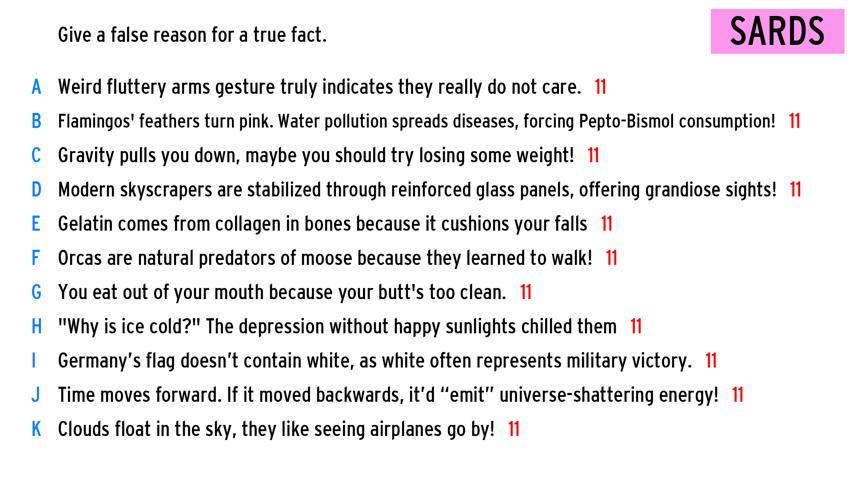 Give a false reason for a true fact.
SARDS
A Weird fluttery arms gesture truly indicates they really do not care. 11
B Flamingos' feathers turn pink. Water pollution spreads diseases, forcing Pepto-Bismol consumption! 11
C Gravity pulls you down, maybe you should try losing some weight! 11
D Modern skyscrapers are stabilized through reinforced glass panels, offering grandiose sights! 11
E Gelatin comes from collagen in bones because it cushions your falls 11
F Orcas are natural predators of moose because they learned to walk! 11
G You eat out of your mouth because your butt's too clean. 11
H "Why is ice cold?" The depression without happy sunlights chilled them 11
I Germany’s flag doesn’t contain white, as white often represents military victory. 11
J Time moves forward. If it moved backwards, it’d “emit” universe-shattering energy! 11
K Clouds float in the sky, they like seeing airplanes go by! 11